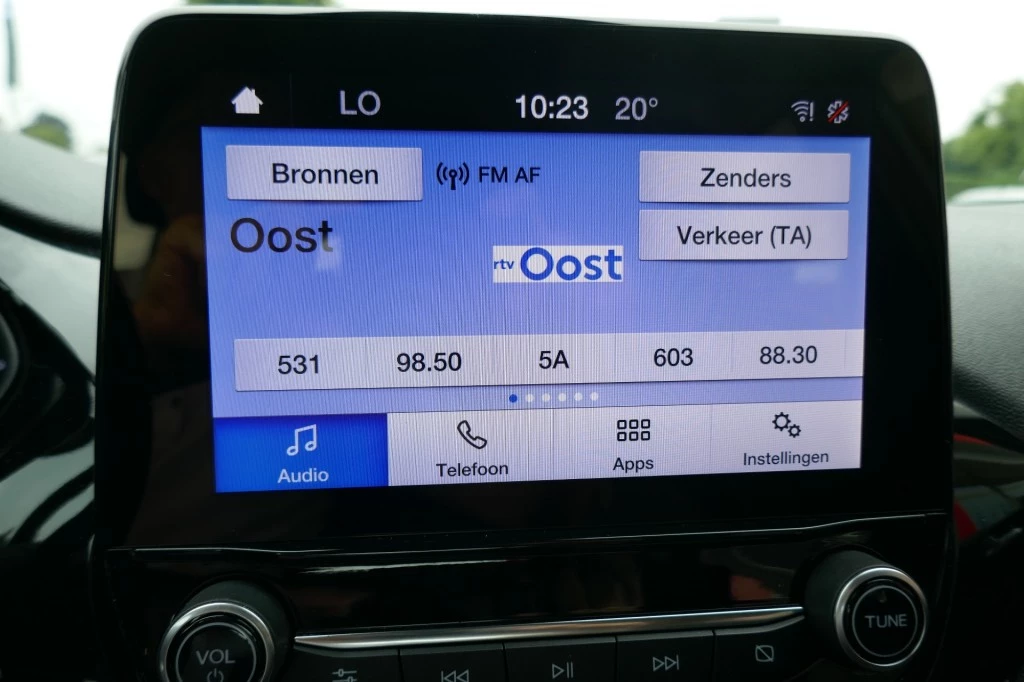 LO 10:23 20°
Bronnen FM AF Zenders
Oost
Verkeer (TA)
rtv Oost
531 98.50 5A 603 88.30
Audio Telefoon Apps Instellingen
VOL
TUNE